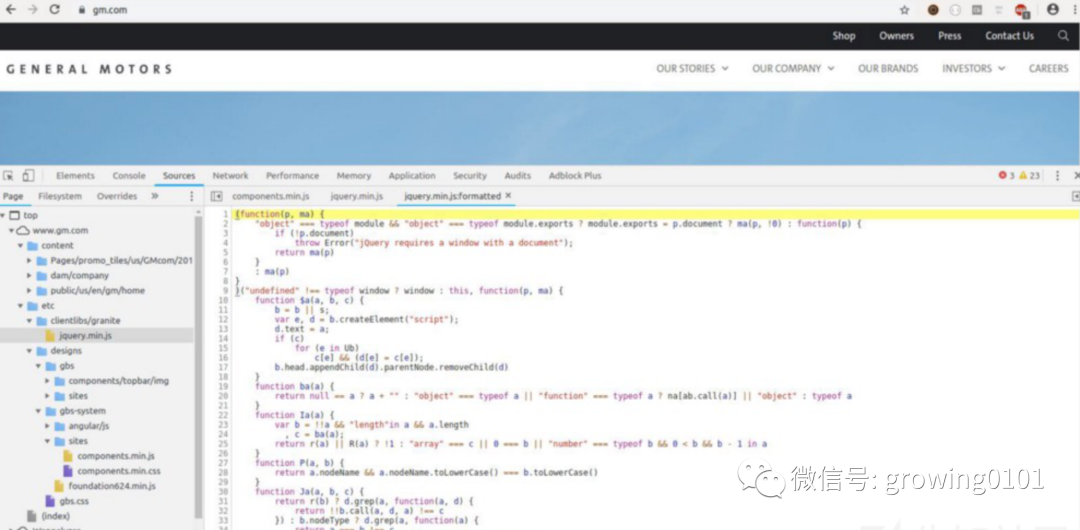 gm.com
Shop Owners Press Contact Us
GENERAL MOTORS
OUR STORIES OUR COMPANY OUR BRANDS INVESTORS CAREERS
Elements Console Sources Network Performance Memory Application Security Audits Adblock Plus 3 23
Page Filesystem Overrides » components.min.js jquery.min.js jquery.min.js:formatted ×
top
www.gm.com
content
Pages/promo_tiles/us/GMcom/201
dam/company
public/us/en/gm/home
etc
clientlibs/granite
jquery.min.js
designs
gbs
components/topbar/img
sites
gbs-system
angular/js
sites
components.min.js
components.min.css
foundation624.min.js
gbs.css
(index)
1 (function(p, ma) {
2 "object" === typeof module && "object" === typeof module.exports ? module.exports = p.document ? ma(p, !0) : function(p) {
3 if (!p.document)
4 throw Error("jQuery requires a window with a document");
5 return ma(p)
6 }
7 : ma(p)
8 }
9 )("undefined" !== typeof window ? window : this, function(p, ma) {
10 function $a(a, b, c) {
11 b = b || s;
12 var e, d = b.createElement("script");
13 d.text = a;
14 if (c)
15 for (e in Ub)
16 c[e] && (d[e] = c[e]);
17 b.head.appendChild(d).parentNode.removeChild(d)
18 }
19 function ba(a) {
20 return null == a ? a + "" : "object" === typeof a || "function" === typeof a ? na[ab.call(a)] || "object" : typeof a
21 }
22 function Ia(a) {
23 var b = !!a && "length"in a && a.length
24 , c = ba(a);
25 return r(a) || R(a) ? !1 : "array" === c || 0 === b || "number" === typeof b && 0 < b && b - 1 in a
26 }
27 function P(a, b) {
28 return a.nodeName && a.nodeName.toLowerCase() === b.toLowerCase()
29 }
30 function Ja(a, b, c) {
31 return r(b) ? d.grep(a, function(a, d) {
32 return !!b.call(a, d, a) !== c
33 }) : b.nodeType ? d.grep(a, function(a) {
微信号: growing0101